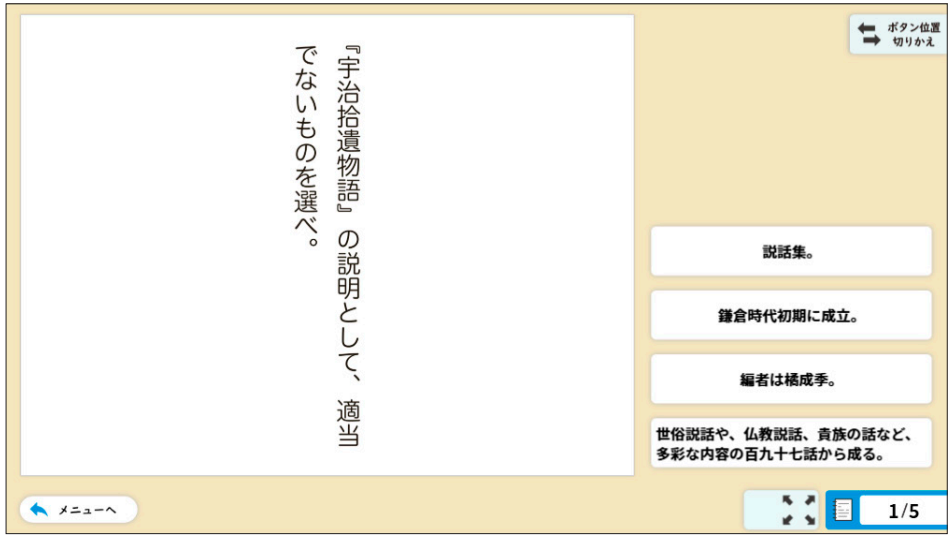 『宇治拾遺物語』の説明として、適当
でないものを選べ。
ボタン位置
切りかえ
説話集。
鎌倉時代初期に成立。
編者は橘成季。
世俗説話や、仏教説話、貴族の話など、
多彩な内容の百九十七話から成る。
メニューへ
1/5